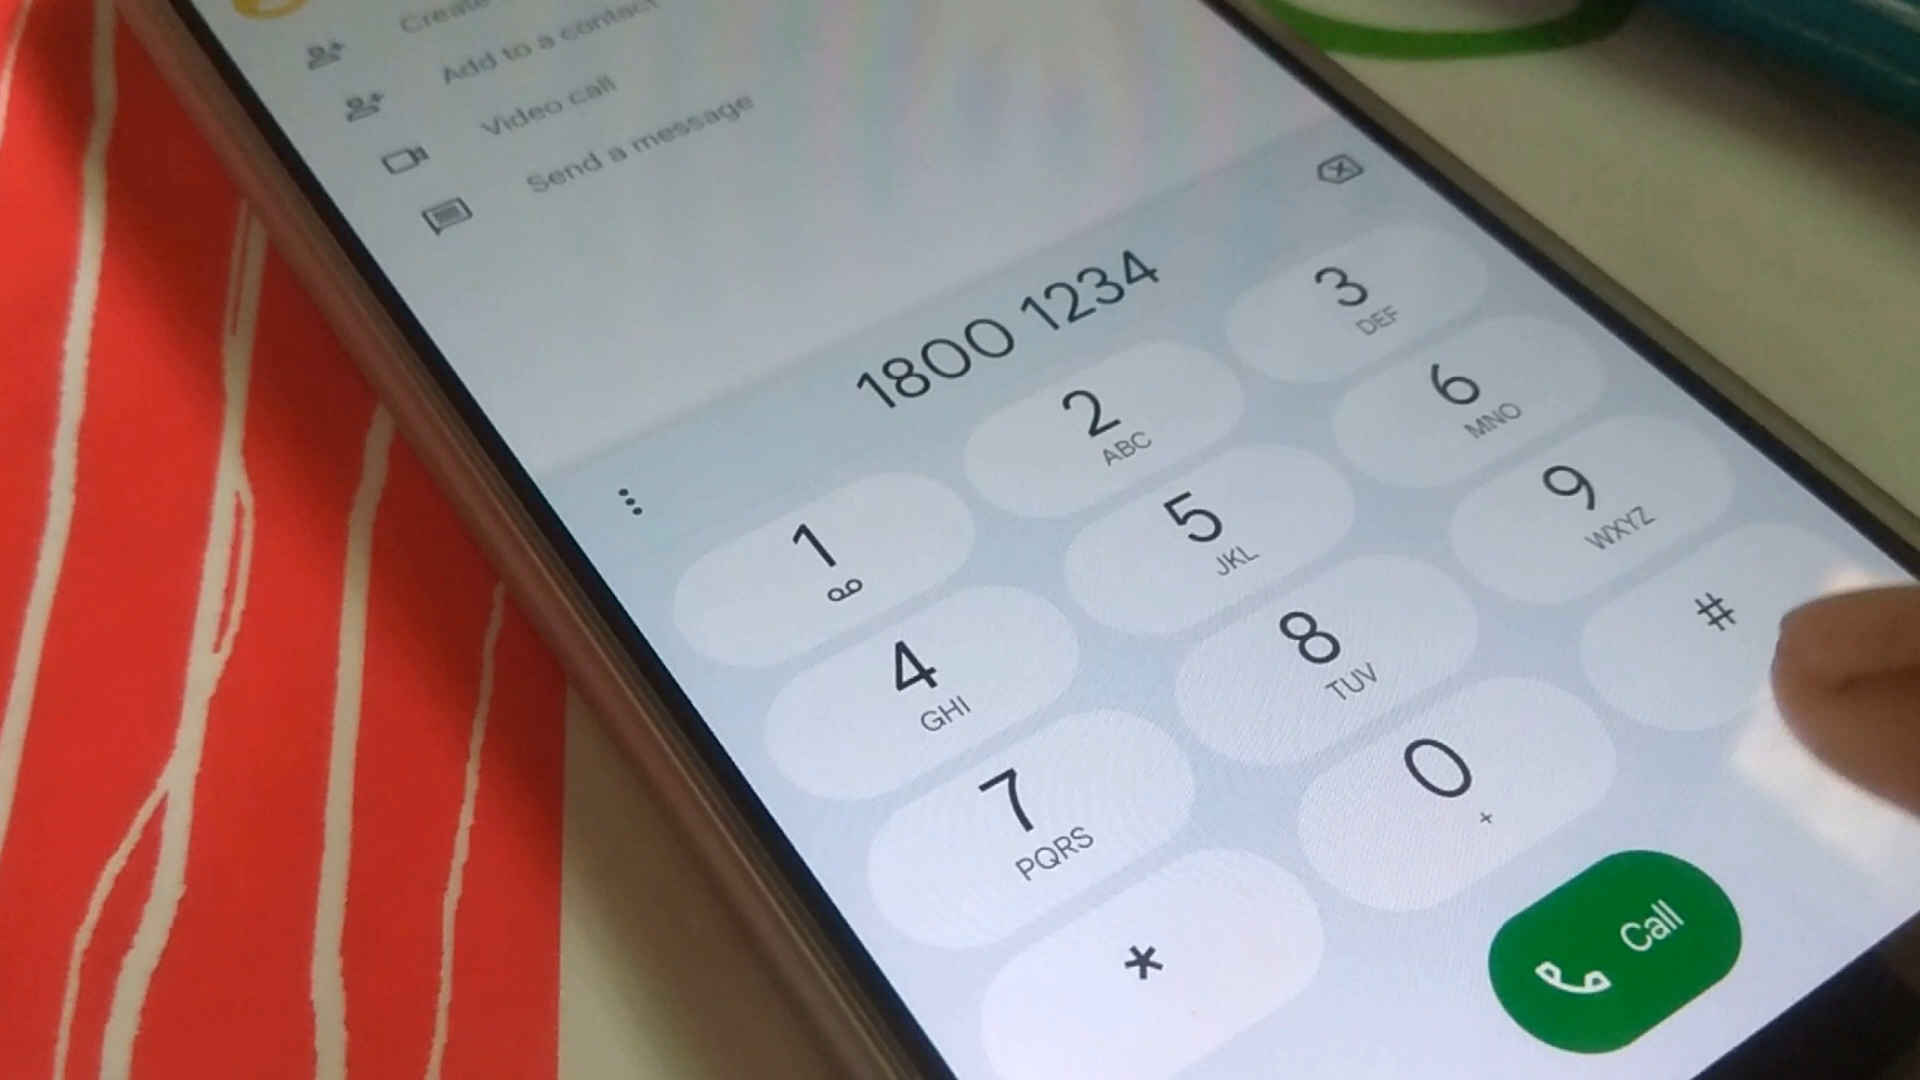 Create
Add to a contact
Video call
Send a message
1800 1234
1
2 ABC
3 DEF
4 GHI
5 JKL
6 MNO
7 PQRS
8 TUV
9 WXYZ
*
0 +
#
Call